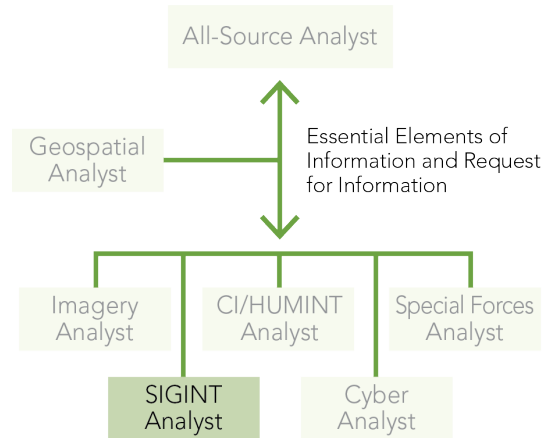 All-Source Analyst
Geospatial
Analyst
Essential Elements of
Information and Request
for Information
Imagery
Analyst
CI/HUMINT
Analyst
Special Forces
Analyst
SIGINT
Analyst
Cyber
Analyst